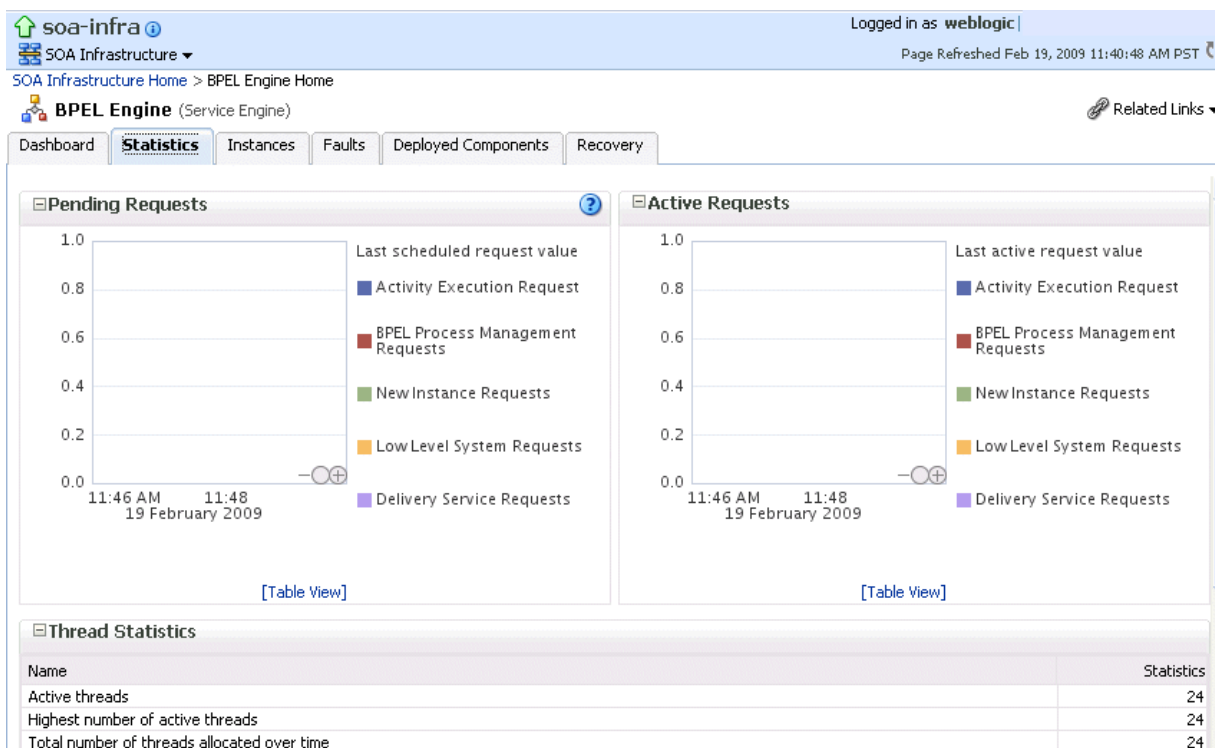 soa-infra
Logged in as weblogic
SOA Infrastructure
Page Refreshed Feb 19, 2009 11:40:48 AM PST
SOA Infrastructure Home > BPEL Engine Home
BPEL Engine (Service Engine)
Related Links
Dashboard Statistics Instances Faults Deployed Components Recovery
Pending Requests
1.0
0.8
0.6
0.4
0.2
0.0
11:46 AM 11:48
19 February 2009
Last scheduled request value
Activity Execution Request
BPEL Process Management
Requests
New Instance Requests
Low Level System Requests
Delivery Service Requests
[Table View]
Active Requests
1.0
0.8
0.6
0.4
0.2
0.0
11:46 AM 11:48
19 February 2009
Last active request value
Activity Execution Request
BPEL Process Management
Requests
New Instance Requests
Low Level System Requests
Delivery Service Requests
[Table View]
Thread Statistics
Name Statistics
Active threads 24
Highest number of active threads 24
Total number of threads allocated over time 24